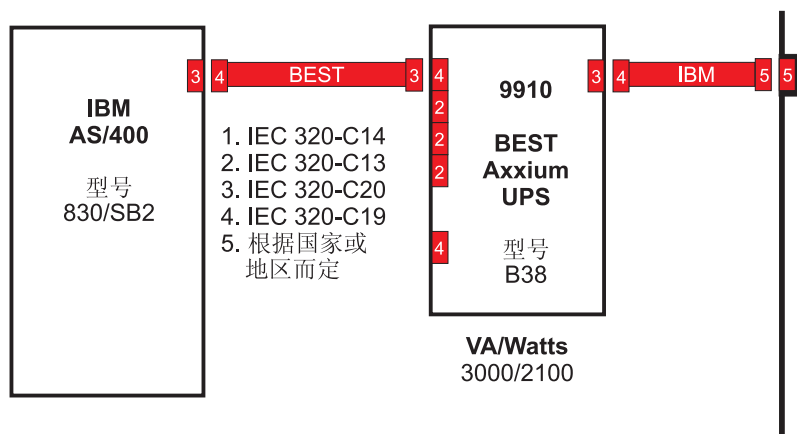 3 4 BEST 3 4 3 4 IBM 5 5
2
2
2
4
IBM
AS/400
型号
830/SB2
1. IEC 320-C14
2. IEC 320-C13
3. IEC 320-C20
4. IEC 320-C19
5. 根据国家或
地区而定
9910
BEST
Axxium
UPS
型号
B38
VA/Watts
3000/2100